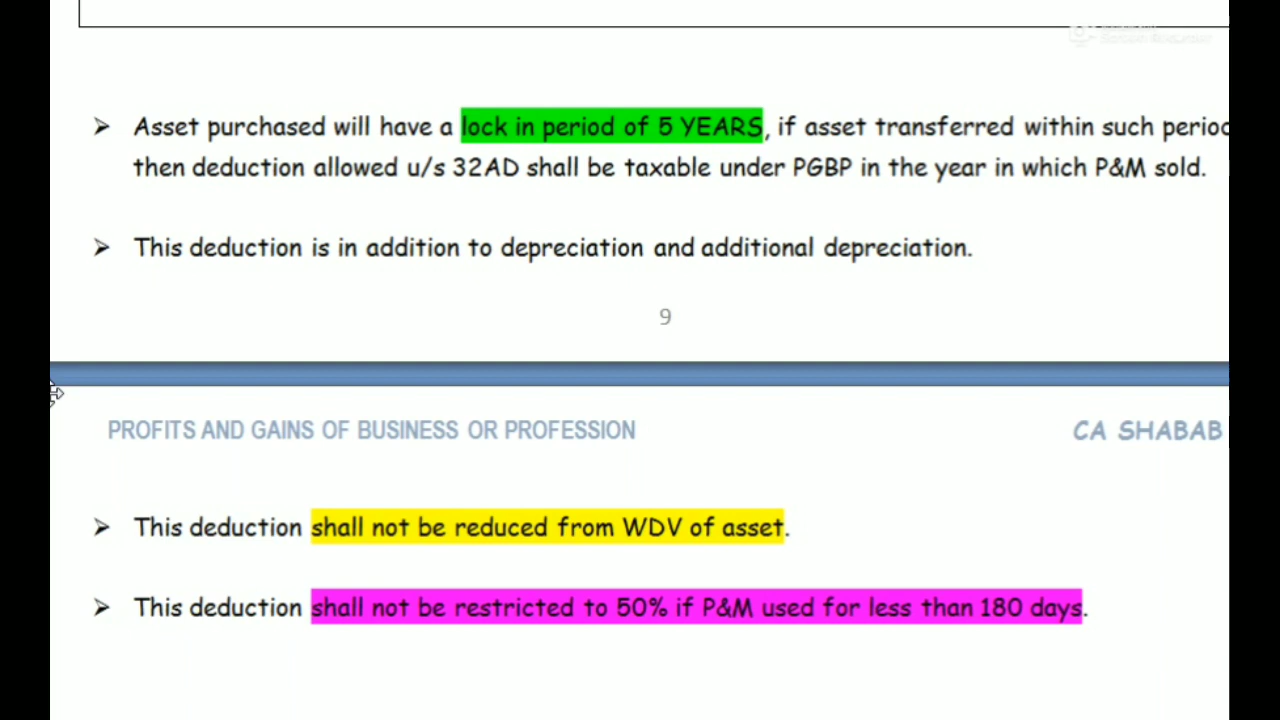 ➢ Asset purchased will have a lock in period of 5 YEARS, if asset transferred within such period
then deduction allowed u/s 32AD shall be taxable under PGBP in the year in which P&M sold.
➢ This deduction is in addition to depreciation and additional depreciation.
9
PROFITS AND GAINS OF BUSINESS OR PROFESSION CA SHABAB
➢ This deduction shall not be reduced from WDV of asset.
➢ This deduction shall not be restricted to 50% if P&M used for less than 180 days.